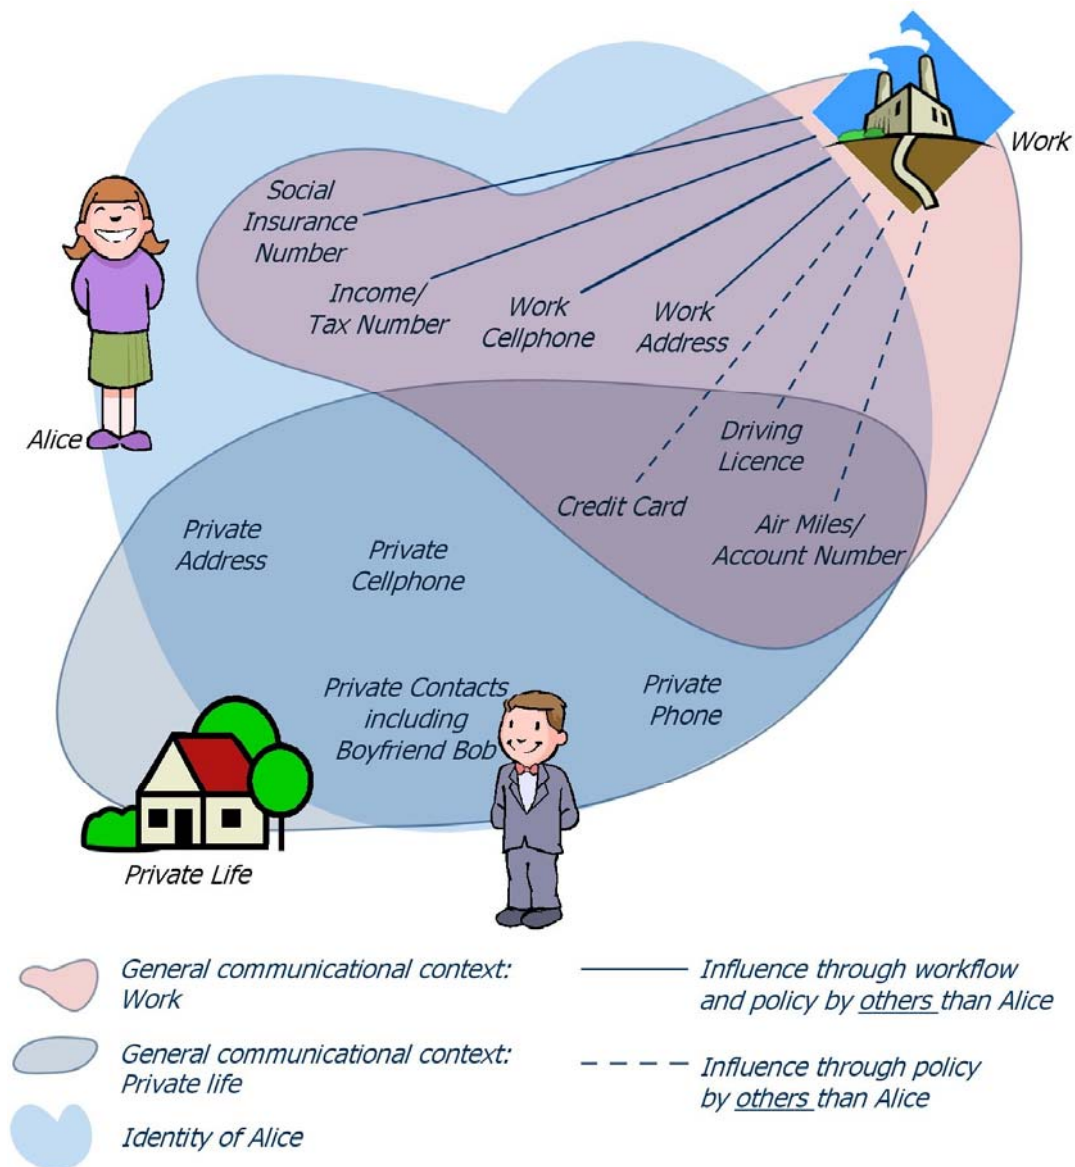 Work
Social
Insurance
Number
Income/
Tax Number
Work
Cellphone
Work
Address
Alice
Driving
Licence
Credit Card
Air Miles/
Account Number
Private
Address
Private
Cellphone
Private Contacts
including
Boyfriend Bob
Private
Phone
Private Life
General communicational context:
Work
General communicational context:
Private life
Identity of Alice
Influence through workflow
and policy by others than Alice
Influence through policy
by others than Alice